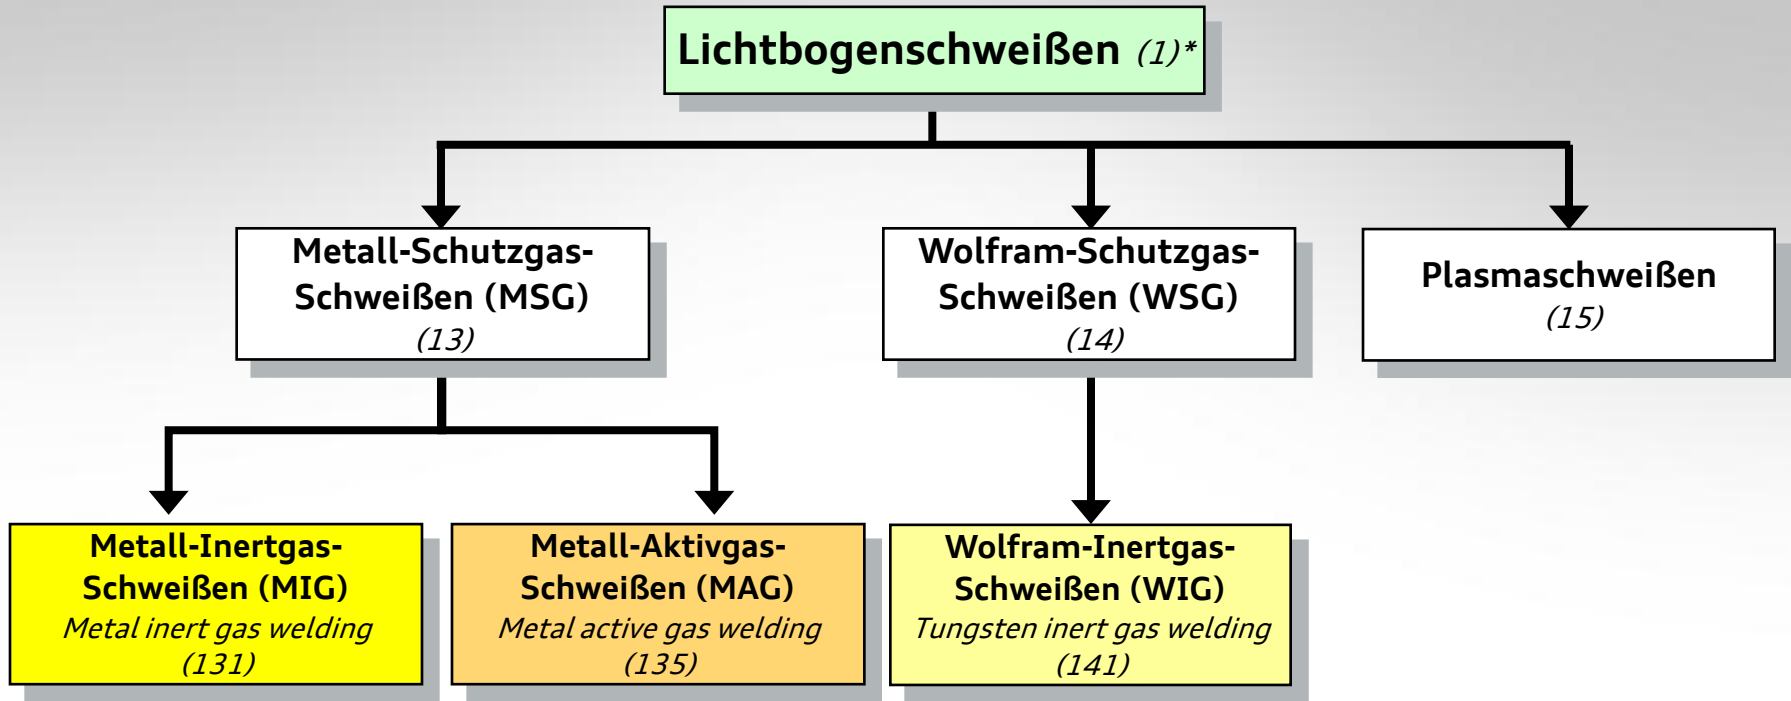 Lichtbogenschweißen (1)*
Metall-Schutzgas-
Schweißen (MSG)
(13)
Wolfram-Schutzgas-
Schweißen (WSG)
(14)
Plasmaschweißen
(15)
Metall-Inertgas-
Schweißen (MIG)
Metal inert gas welding
(131)
Metall-Aktivgas-
Schweißen (MAG)
Metal active gas welding
(135)
Wolfram-Inertgas-
Schweißen (WIG)
Tungsten inert gas welding
(141)